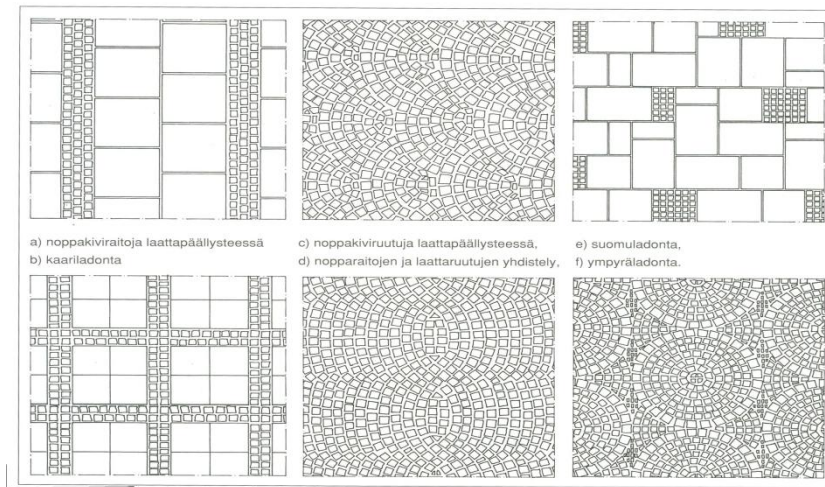 a) noppakiviraitoja laattapäällysteessä
b) kaariladonta
c) noppakiviruutuja laattapäällysteessä,
d) nopparaitojen ja laattaruutujen yhdistely,
e) suomuladonta,
f) ympyräladonta.